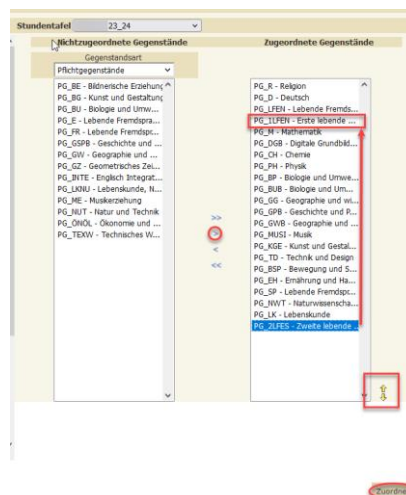 Stundentafel 23_24
Nichtzugeordnete Gegenstände
Zugeordnete Gegenstände
Gegenstandsart
Pflichtgegenstände
PG_BE - Bildnerische Erziehung
PG_BG - Kunst und Gestaltung
PG_BU - Biologie und Umw...
PG_E - Lebende Fremdspra...
PG_FR - Lebende Fremdspr...
PG_GSPB - Geschichte und ...
PG_GW - Geographie und ...
PG_GZ - Geometrisches Zei...
PG_INTE - Englisch Integrat...
PG_LKNU - Lebenskunde, N...
PG_ME - Musikerziehung
PG_NUT - Natur und Technik
PG_ÖNÖL - Ökonomie und ...
PG_TEXW - Technisches W...
>>
>
<
<<
PG_R - Religion
PG_D - Deutsch
PG_LFEN - Lebende Fremds...
PG_1LFEN - Erste lebende ...
PG_M - Mathematik
PG_DGB - Digitale Grundbild...
PG_CH - Chemie
PG_PH - Physik
PG_BP - Biologie und Umwe...
PG_BUB - Biologie und Um...
PG_GG - Geographie und wi...
PG_GPB - Geschichte und P...
PG_GWB - Geographie und ...
PG_MUSI - Musik
PG_KGE - Kunst und Gestal...
PG_TD - Technik und Design
PG_BSP - Bewegung und S...
PG_EH - Ernährung und Ha...
PG_SP - Lebende Fremdspr...
PG_NWT - Naturwissenscha...
PG_LK - Lebenskunde
PG_2LFES - Zweite lebende ...
Zuordne